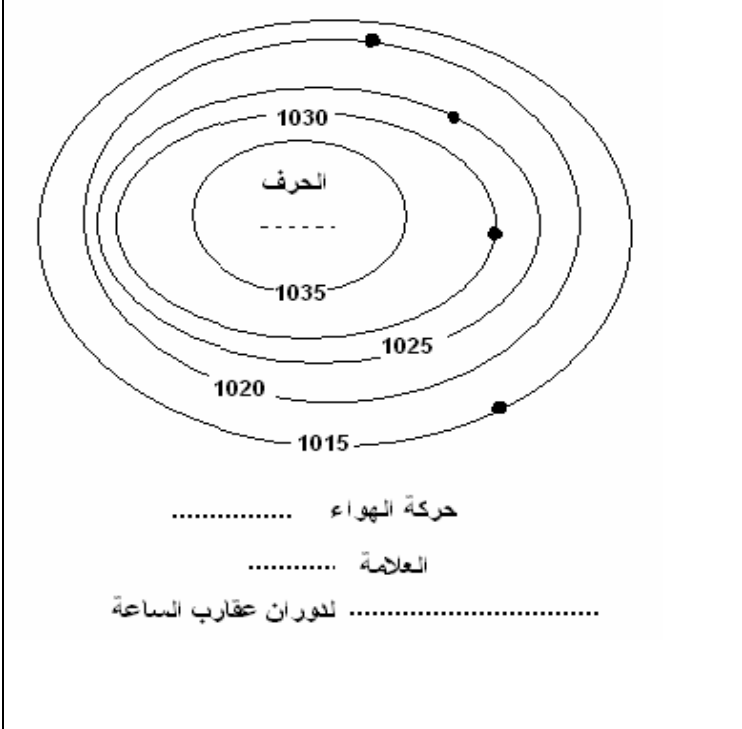 1030
الحرف
------
1035
1025
1020
1015
حركة الهواء ................
العلامة ............
................................. لدوران عقارب الساعة